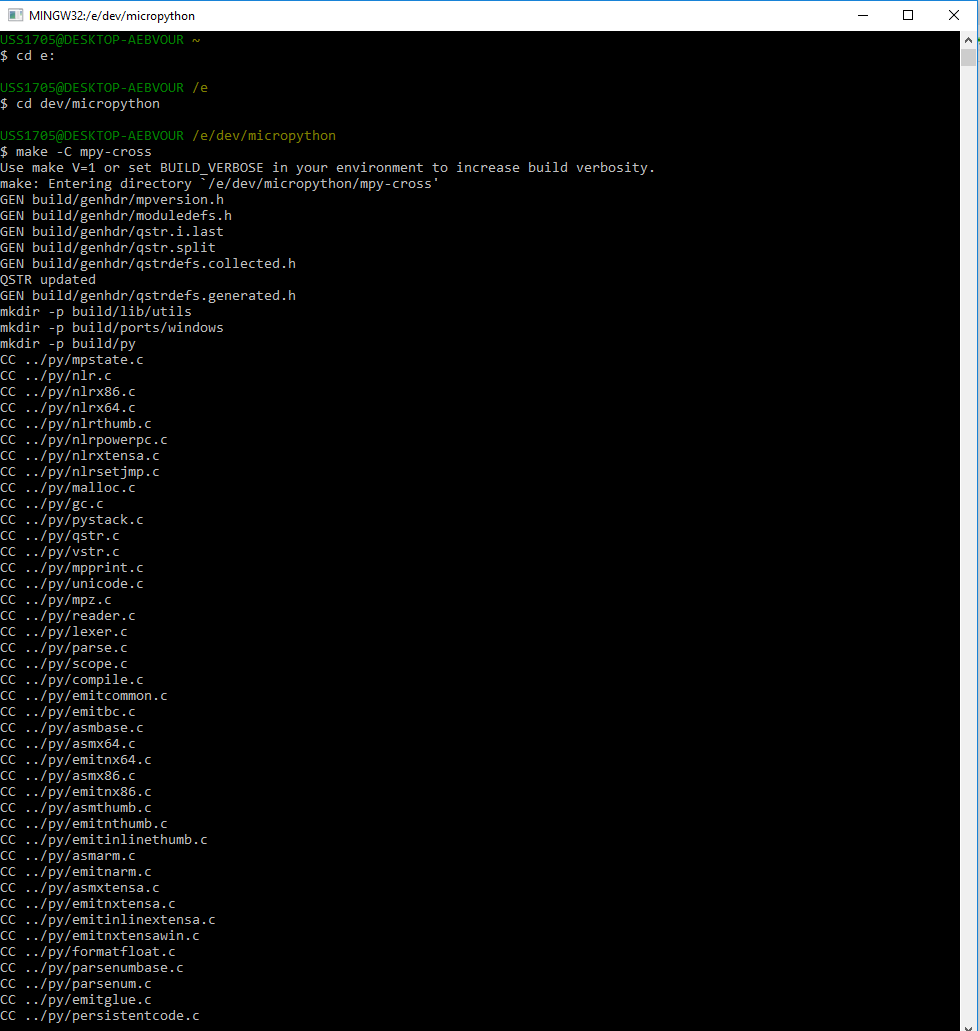 MINGW32:/e/dev/micropython
USS1705@DESKTOP-AEBVOUR ~
$ cd e:
USS1705@DESKTOP-AEBVOUR /e
$ cd dev/micropython
USS1705@DESKTOP-AEBVOUR /e/dev/micropython
$ make -C mpy-cross
Use make V=1 or set BUILD_VERBOSE in your environment to increase build verbosity.
make: Entering directory `/e/dev/micropython/mpy-cross'
GEN build/genhdr/mpversion.h
GEN build/genhdr/moduledefs.h
GEN build/genhdr/qstr.i.last
GEN build/genhdr/qstr.split
GEN build/genhdr/qstrdefs.collected.h
QSTR updated
GEN build/genhdr/qstrdefs.generated.h
mkdir -p build/lib/utils
mkdir -p build/ports/windows
mkdir -p build/py
CC ../py/mpstate.c
CC ../py/nlr.c
CC ../py/nlrx86.c
CC ../py/nlrx64.c
CC ../py/nlrthumb.c
CC ../py/nlrpowerpc.c
CC ../py/nlrxtensa.c
CC ../py/nlrsetjmp.c
CC ../py/malloc.c
CC ../py/gc.c
CC ../py/pystack.c
CC ../py/qstr.c
CC ../py/vstr.c
CC ../py/mpprint.c
CC ../py/unicode.c
CC ../py/mpz.c
CC ../py/reader.c
CC ../py/lexer.c
CC ../py/parse.c
CC ../py/scope.c
CC ../py/compile.c
CC ../py/emitcommon.c
CC ../py/emitbc.c
CC ../py/asmbase.c
CC ../py/asmx64.c
CC ../py/emitnx64.c
CC ../py/asmx86.c
CC ../py/emitnx86.c
CC ../py/asmthumb.c
CC ../py/emitnthumb.c
CC ../py/emitinlinethumb.c
CC ../py/asmarm.c
CC ../py/emitnarm.c
CC ../py/asmxtensa.c
CC ../py/emitnxtensa.c
CC ../py/emitinlinextensa.c
CC ../py/emitnxtensawin.c
CC ../py/formatfloat.c
CC ../py/parsenumbase.c
CC ../py/parsenum.c
CC ../py/emitglue.c
CC ../py/persistentcode.c